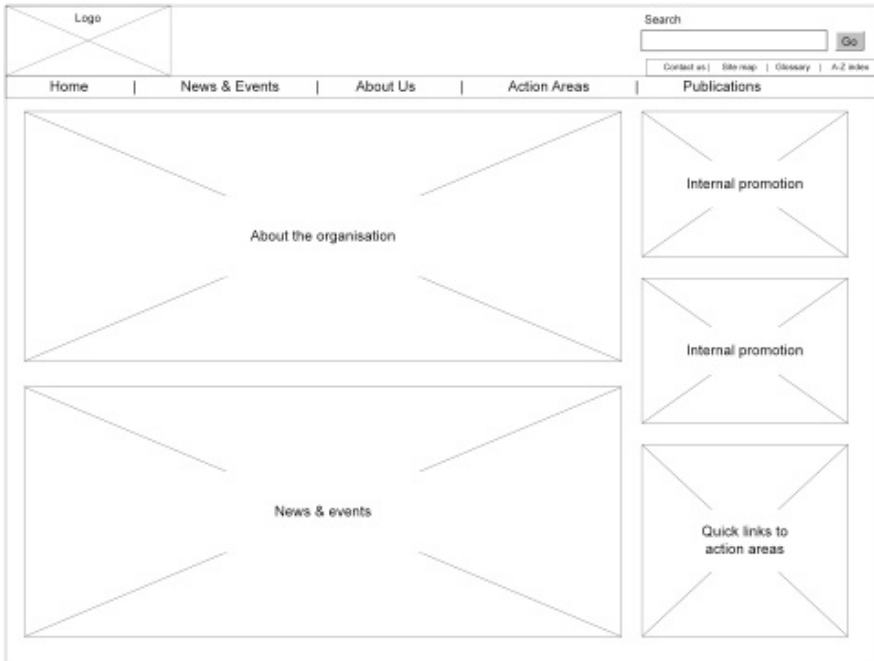 Logo
Search
Go
Contact us | Site map | Glossary | A-Z index
Home | News & Events | About Us | Action Areas | Publications
About the organisation
Internal promotion
Internal promotion
News & events
Quick links to
action areas